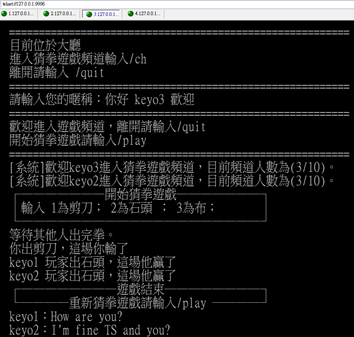 telnet://127.0.0.1:9996
1.127.0.0.1... 2.127.0.0.1... 3.127.0.0.1... 4.127.0.0.1...
================================================
目前位於大廳
進入猜拳遊戲頻道輸入/ch
離開請輸入 /quit
================================================
請輸入您的暱稱：你好 keyo3 歡迎
================================================
歡迎進入遊戲頻道，離開請輸入/quit
開始猜拳遊戲請輸入/play
================================================
[系統]歡迎keyo3進入猜拳遊戲頻道，目前頻道人數為(3/10)。
[系統]歡迎keyo2進入猜拳遊戲頻道，目前頻道人數為(3/10)。
開始猜拳遊戲
輸入 1為剪刀； 2為石頭 ； 3為布；
等待其他人出完拳。
你出剪刀，這場你輸了
keyo1 玩家出石頭，這場他贏了
keyo2 玩家出石頭，這場他贏了
遊戲結束
重新猜拳遊戲請輸入/play
keyo1：How are you?
keyo2：I'm fine TS and you?